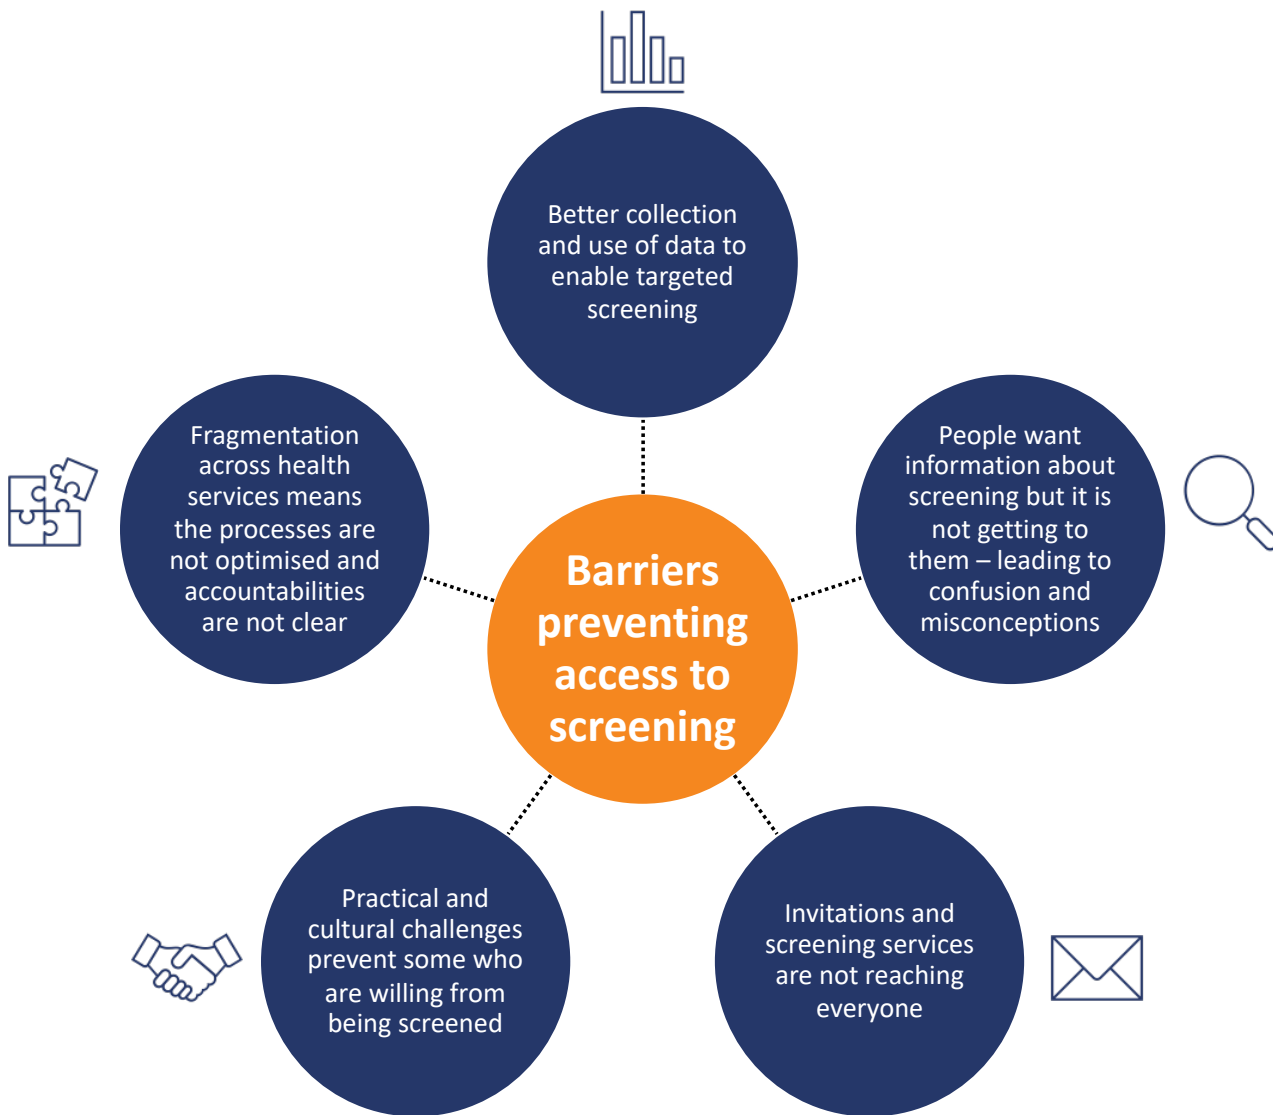 Better collection
and use of data to
enable targeted
screening
Fragmentation
across health
services means
the processes are
not optimised and
accountabilities
are not clear
People want
information about
screening but it is
not getting to
them – leading to
confusion and
misconceptions
Barriers
preventing
access to
screening
Practical and
cultural challenges
prevent some who
are willing from
being screened
Invitations and
screening services
are not reaching
everyone